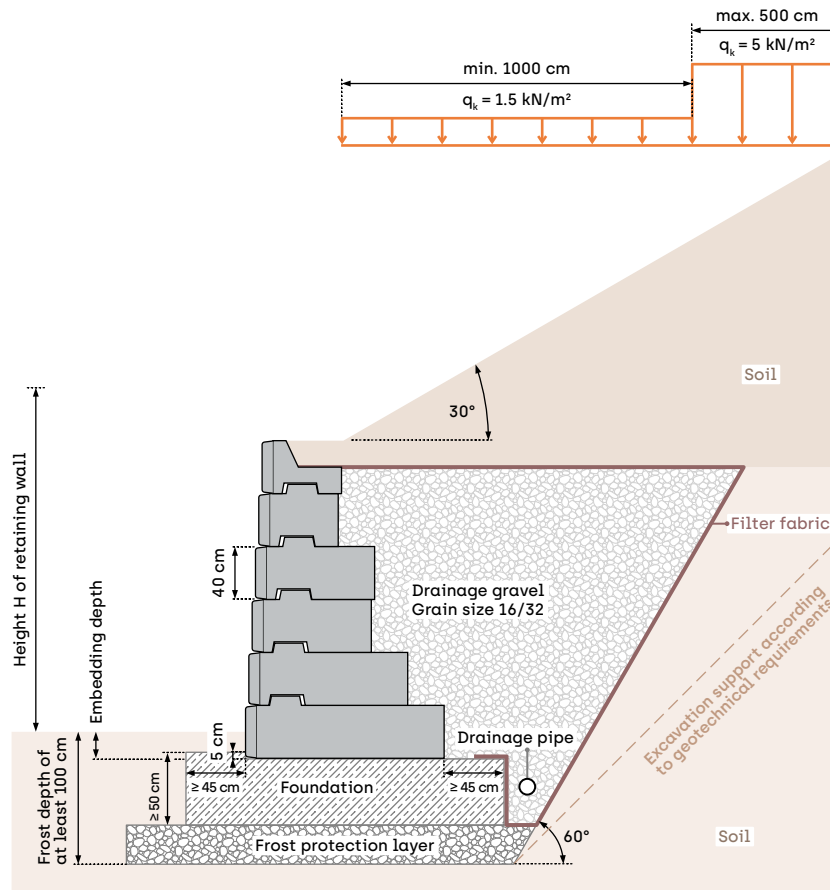 max. 500 cm
qk = 5 kN/m²
min. 1000 cm
qk = 1.5 kN/m²
Soil
30°
Height H of retaining wall
Filter fabric
40 cm
Drainage gravel
Grain size 16/32
Embedding depth
Excavation support according
to geotechnical requirements
Drainage pipe
5 cm
Frost depth of
at least 100 cm
≥ 50 cm
≥ 45 cm
Foundation
≥ 45 cm
Frost protection layer
60°
Soil